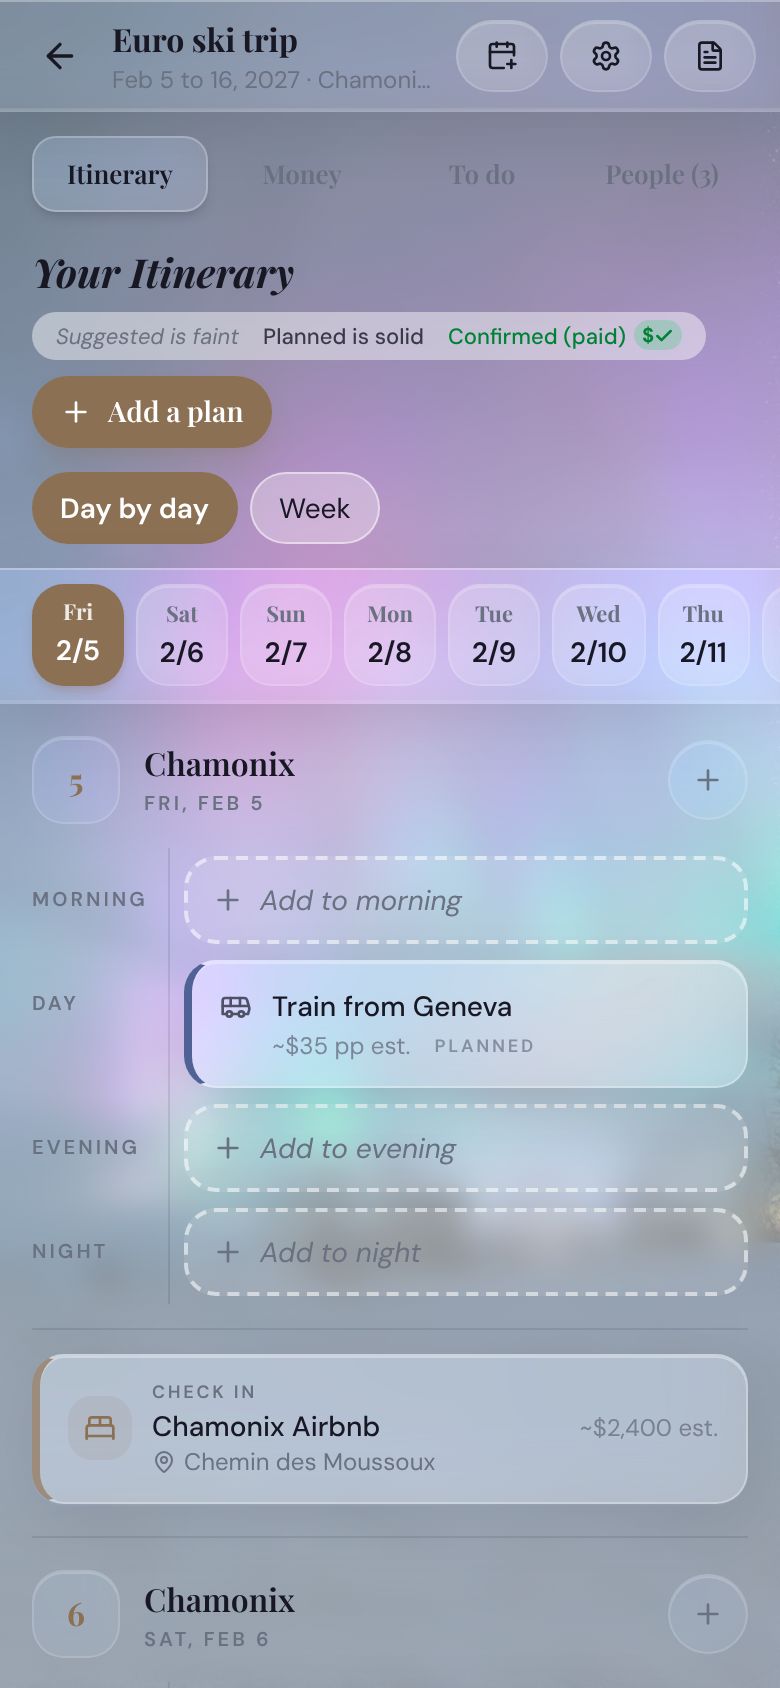 Euro ski trip
Feb 5 to 16, 2027 · Chamoni...
Itinerary Money To do People (3)
Your Itinerary
Suggested is faint Planned is solid Confirmed (paid) $✓
+ Add a plan
Day by day Week
Fri Sat Sun Mon Tue Wed Thu
2/5 2/6 2/7 2/8 2/9 2/10 2/11
5 Chamonix +
FRI, FEB 5
MORNING + Add to morning
DAY Train from Geneva
~$35 pp est. PLANNED
EVENING + Add to evening
NIGHT + Add to night
CHECK IN
Chamonix Airbnb ~$2,400 est.
Chemin des Moussoux
6 Chamonix +
SAT, FEB 6